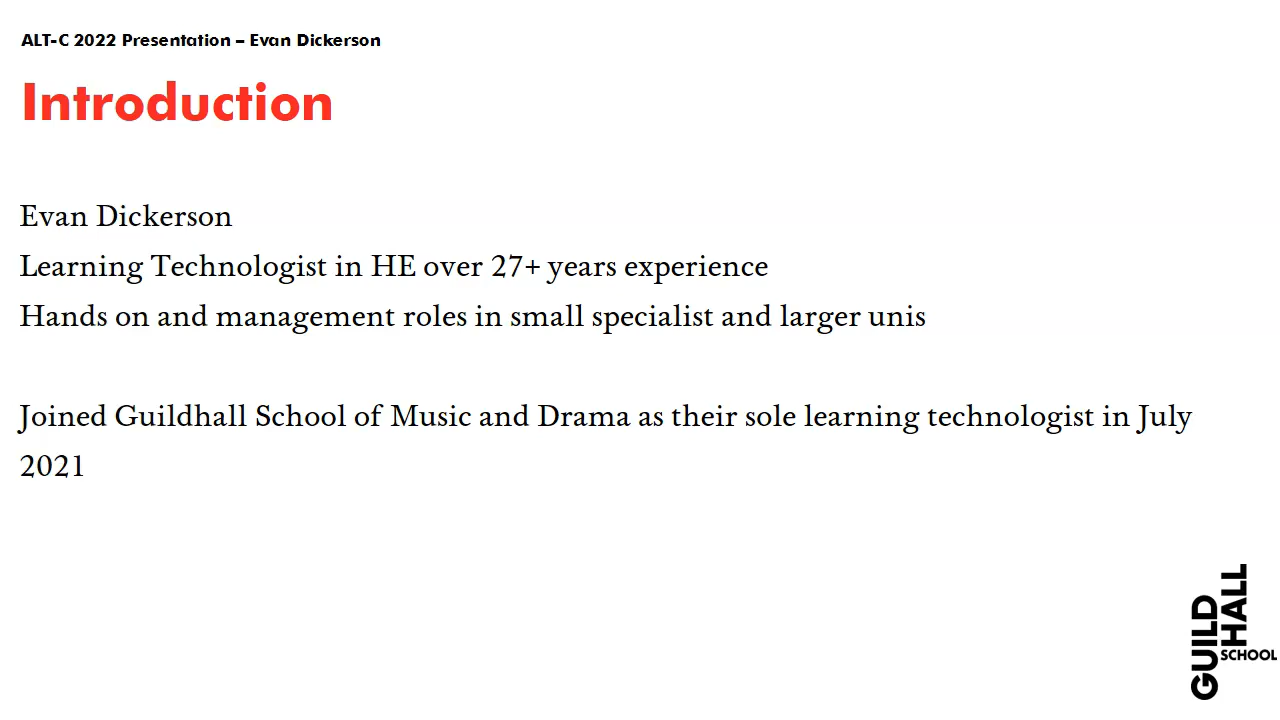 ALT-C 2022 Presentation – Evan Dickerson
Introduction
Evan Dickerson
Learning Technologist in HE over 27+ years experience
Hands on and management roles in small specialist and larger unis
Joined Guildhall School of Music and Drama as their sole learning technologist in July
2021
GUILD
HALL
SCHOOL